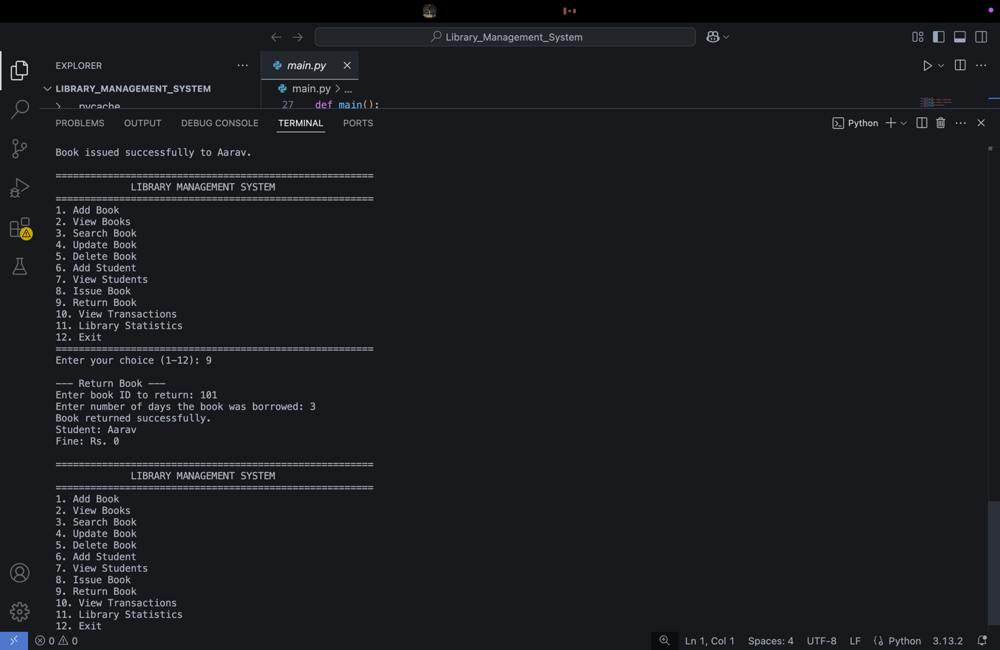 Library_Management_System
EXPLORER
main.py
LIBRARY_MANAGEMENT_SYSTEM
main.py > ...
pycache
27 def main():
PROBLEMS OUTPUT DEBUG CONSOLE TERMINAL PORTS
Python
Book issued successfully to Aarav.
=======================================================
LIBRARY MANAGEMENT SYSTEM
=======================================================
1. Add Book
2. View Books
3. Search Book
4. Update Book
5. Delete Book
6. Add Student
7. View Students
8. Issue Book
9. Return Book
10. View Transactions
11. Library Statistics
12. Exit
=======================================================
Enter your choice (1-12): 9
--- Return Book ---
Enter book ID to return: 101
Enter number of days the book was borrowed: 3
Book returned successfully.
Student: Aarav
Fine: Rs. 0
=======================================================
LIBRARY MANAGEMENT SYSTEM
=======================================================
1. Add Book
2. View Books
3. Search Book
4. Update Book
5. Delete Book
6. Add Student
7. View Students
8. Issue Book
9. Return Book
10. View Transactions
11. Library Statistics
12. Exit
0 0 Ln 1, Col 1 Spaces: 4 UTF-8 LF Python 3.13.2